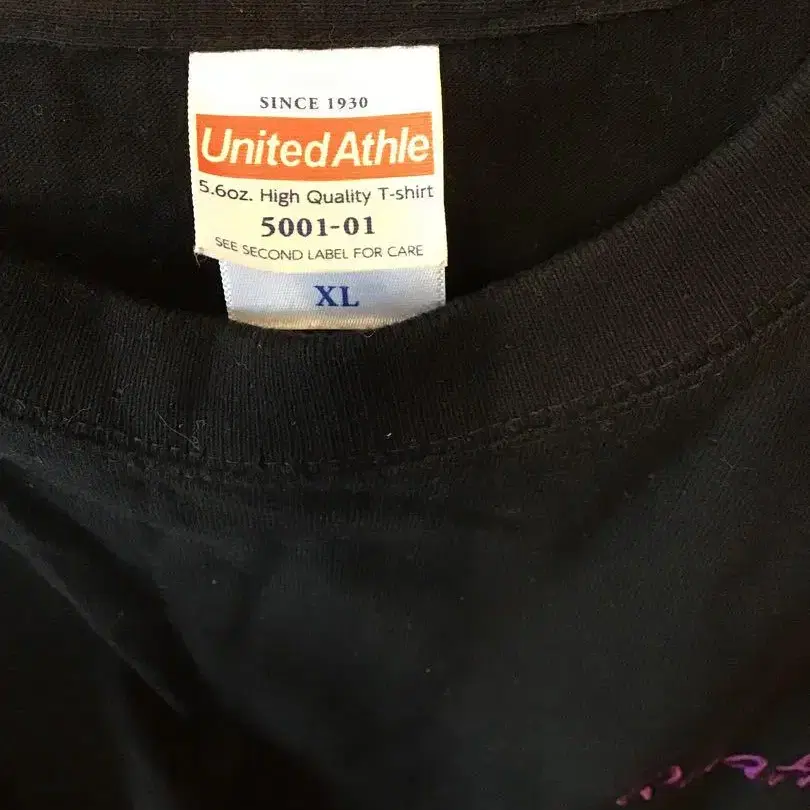 SINCE 1930
United Athle
5.6oz. High Quality T-shirt
5001-01
SEE SECOND LABEL FOR CARE
XL